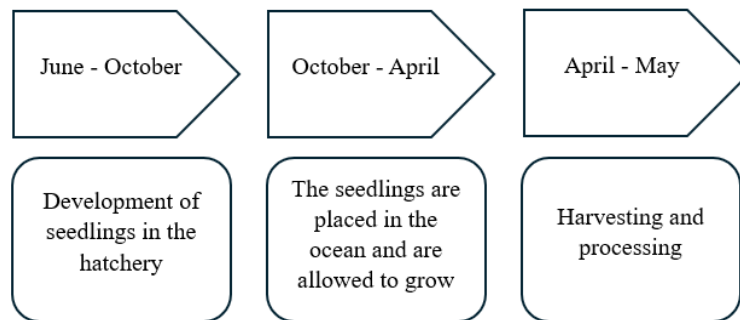 June - October
October - April
April - May
Development of
seedlings in the
hatchery
The seedlings are
placed in the
ocean and are
allowed to grow
Harvesting and
processing